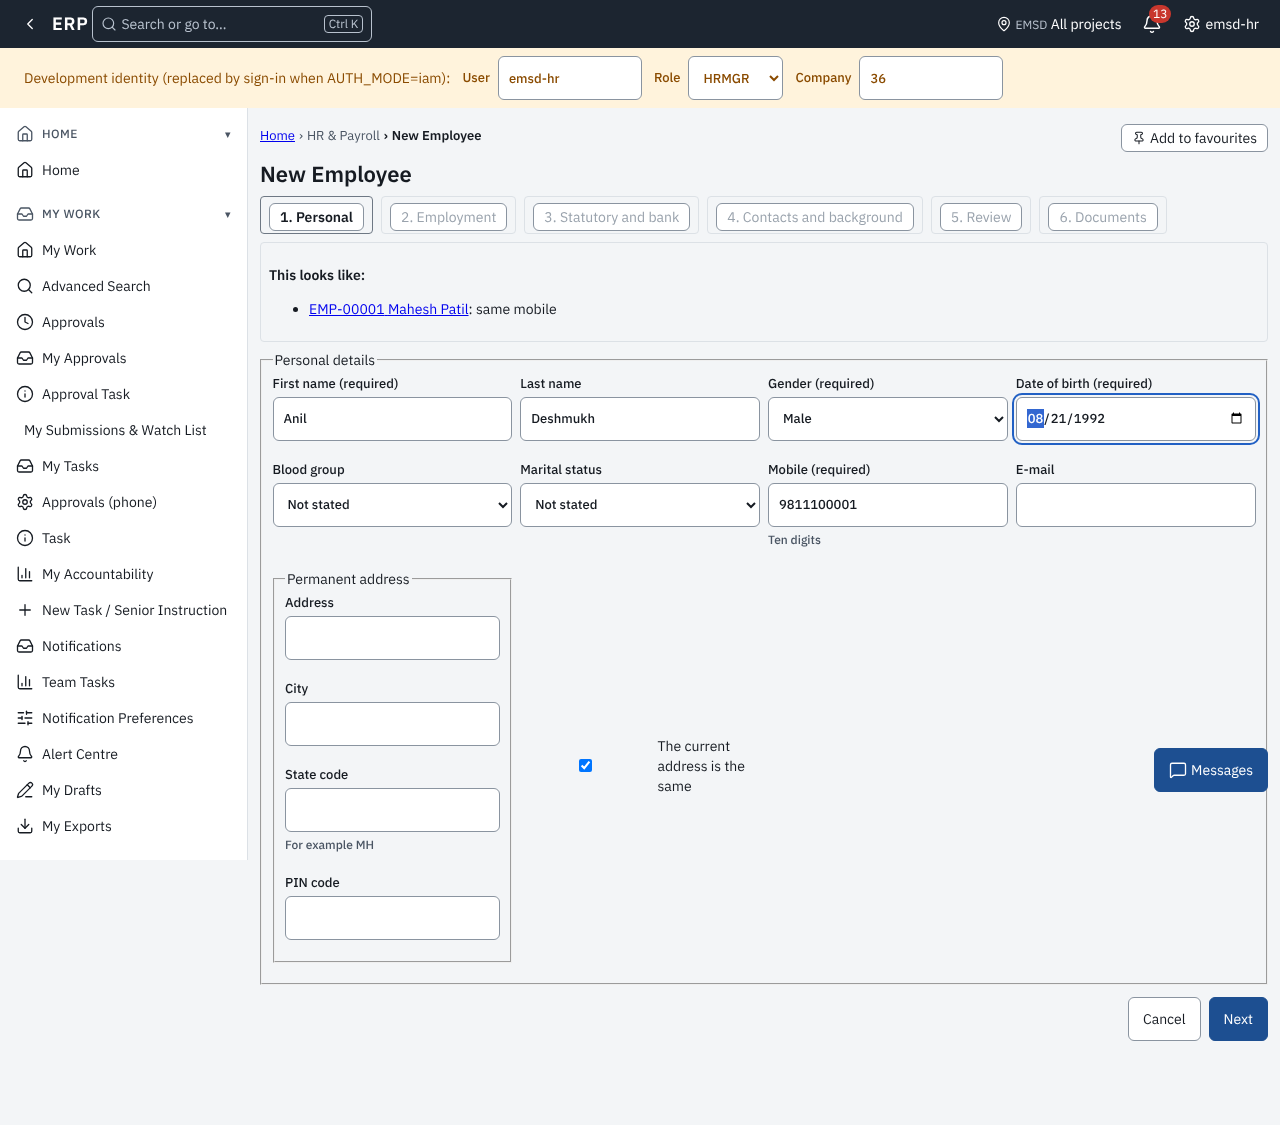 ERP
Search or go to...
Ctrl K
EMSD All projects
13
emsd-hr
Development identity (replaced by sign-in when AUTH_MODE=iam):
User
emsd-hr
Role
HRMGR
Company
36
HOME
Home
MY WORK
My Work
Advanced Search
Approvals
My Approvals
Approval Task
My Submissions & Watch List
My Tasks
Approvals (phone)
Task
My Accountability
New Task / Senior Instruction
Notifications
Team Tasks
Notification Preferences
Alert Centre
My Drafts
My Exports
Home › HR & Payroll › New Employee
Add to favourites
New Employee
1. Personal
2. Employment
3. Statutory and bank
4. Contacts and background
5. Review
6. Documents
This looks like:
EMP-00001 Mahesh Patil: same mobile
Personal details
First name (required)
Last name
Gender (required)
Date of birth (required)
Anil
Deshmukh
Male
08/21/1992
Blood group
Marital status
Mobile (required)
E-mail
Not stated
Not stated
9811100001
Ten digits
Permanent address
Address
City
State code
For example MH
PIN code
The current
address is the
same
Messages
Cancel
Next